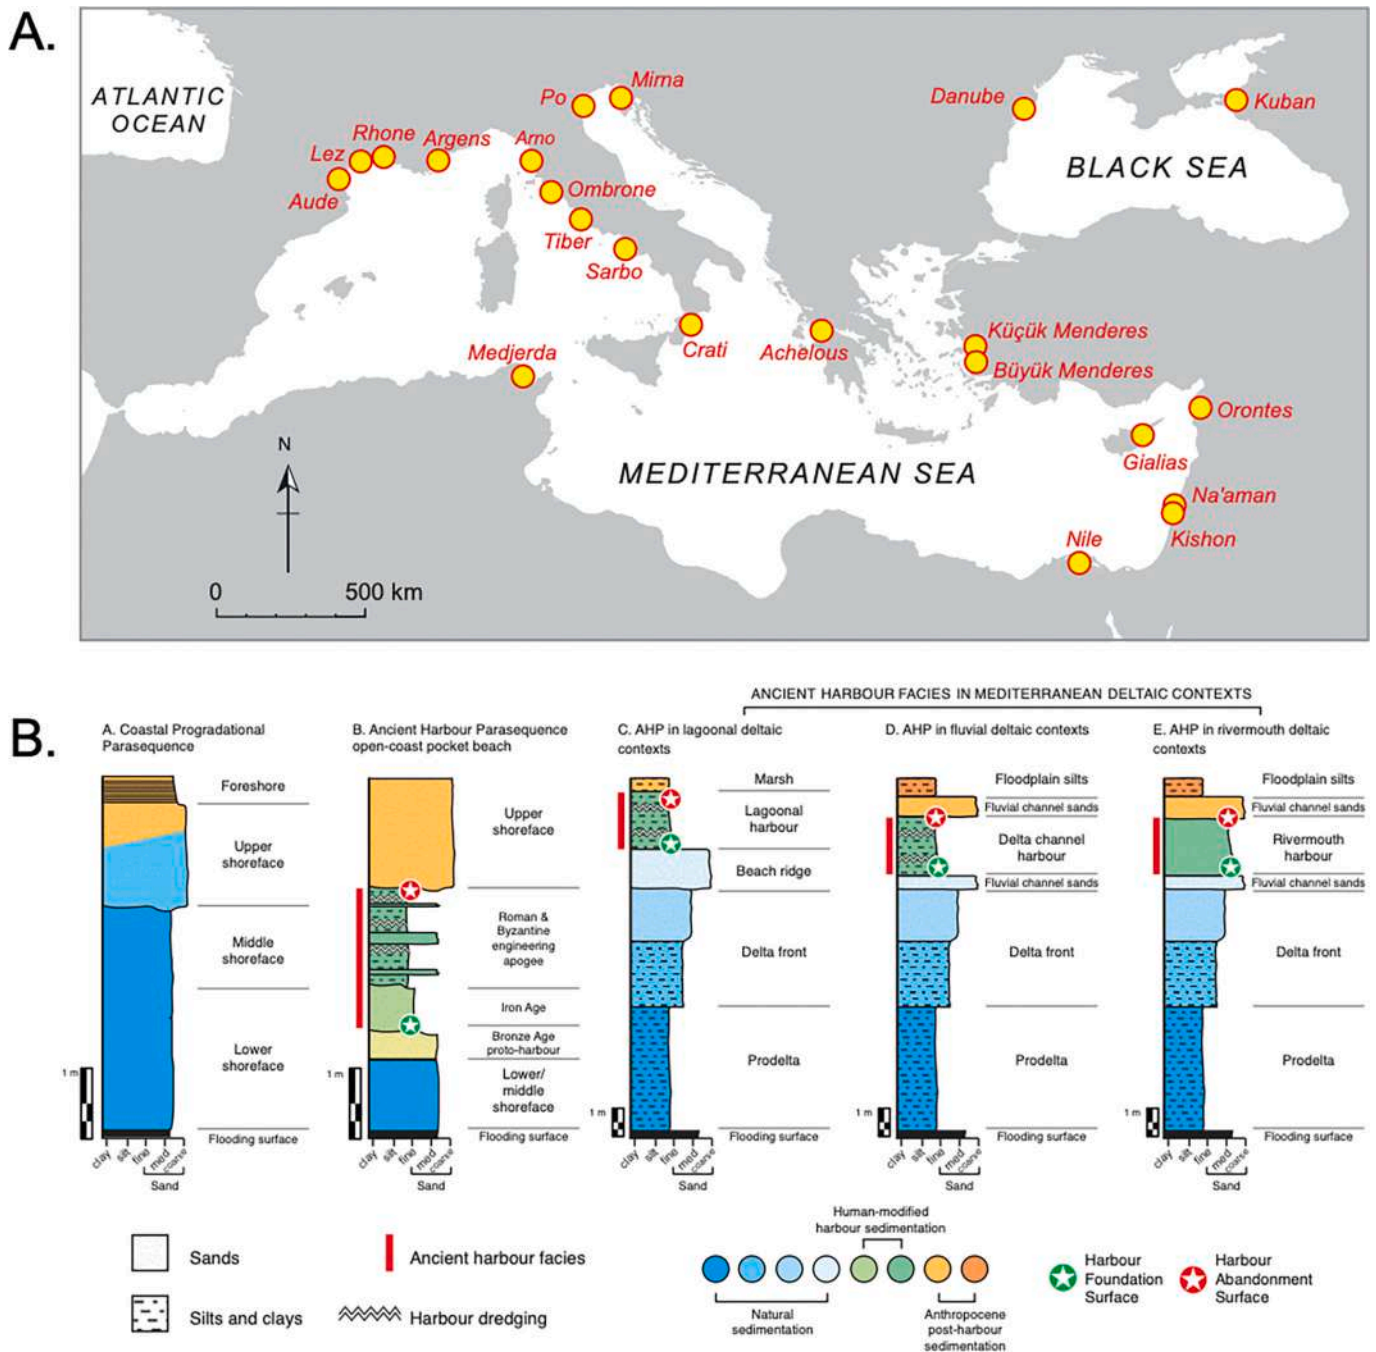 A.
ATLANTIC
OCEAN
Mirna
Po
Danube
Kuban
Rhone
Argens
Arno
Lez
BLACK SEA
Aude
Ombrone
Tiber
Sarbo
Küçük Menderes
Medjerda
Crati
Achelous
Büyük Menderes
Orontes
N
MEDITERRANEAN SEA
Gialias
Na'aman
Nile
Kishon
0
500 km
ANCIENT HARBOUR FACIES IN MEDITERRANEAN DELTAIC CONTEXTS
B.
A. Coastal Progradational
Parasequence
Foreshore
Upper
shoreface
Middle
shoreface
Lower
shoreface
1 m
Flooding surface
clay
silt
fine
med
coarse
Sand
B. Ancient Harbour Parasequence
open-coast pocket beach
Upper
shoreface
Roman &
Byzantine
engineering
apogee
Iron Age
Bronze Age
proto-harbour
Lower/
middle
shoreface
1 m
Flooding surface
clay
silt
fine
med
coarse
Sand
C. AHP in lagoonal deltaic
contexts
Marsh
Lagoonal
harbour
Beach ridge
Delta front
Prodelta
1 m
Flooding surface
clay
silt
fine
med
coarse
Sand
D. AHP in fluvial deltaic contexts
Floodplain silts
Fluvial channel sands
Delta channel
harbour
Fluvial channel sands
Delta front
Prodelta
1 m
Flooding surface
clay
silt
fine
med
coarse
Sand
E. AHP in rivermouth deltaic
contexts
Floodplain silts
Fluvial channel sands
Rivermouth
harbour
Fluvial channel sands
Delta front
Prodelta
1 m
Flooding surface
clay
silt
fine
med
coarse
Sand
Sands
Silts and clays
Ancient harbour facies
Harbour dredging
Human-modified
harbour sedimentation
Natural
sedimentation
Anthropocene
post-harbour
sedimentation
Harbour
Foundation
Surface
Harbour
Abandonment
Surface